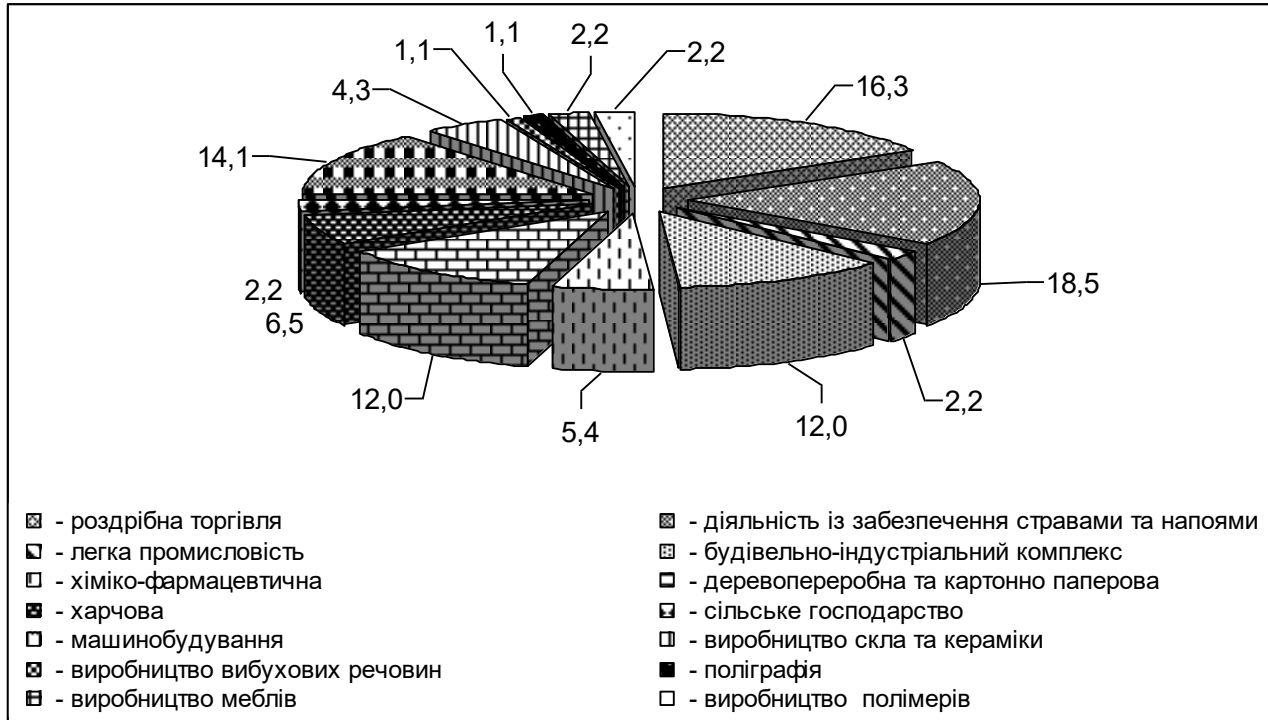 1,1
2,2
1,1
2,2
4,3
16,3
14,1
18,5
2,2
6,5
12,0
2,2
5,4
12,0
- роздрібна торгівля
- діяльність із забезпечення стравами та напоями
- легка промисловість
- будівельно-індустріальний комплекс
- хіміко-фармацевтична
- деревопереробна та картонно паперова
- харчова
- сільське господарство
- машинобудування
- виробництво скла та кераміки
- виробництво вибухових речовин
- поліграфія
- виробництво меблів
- виробництво полімерів